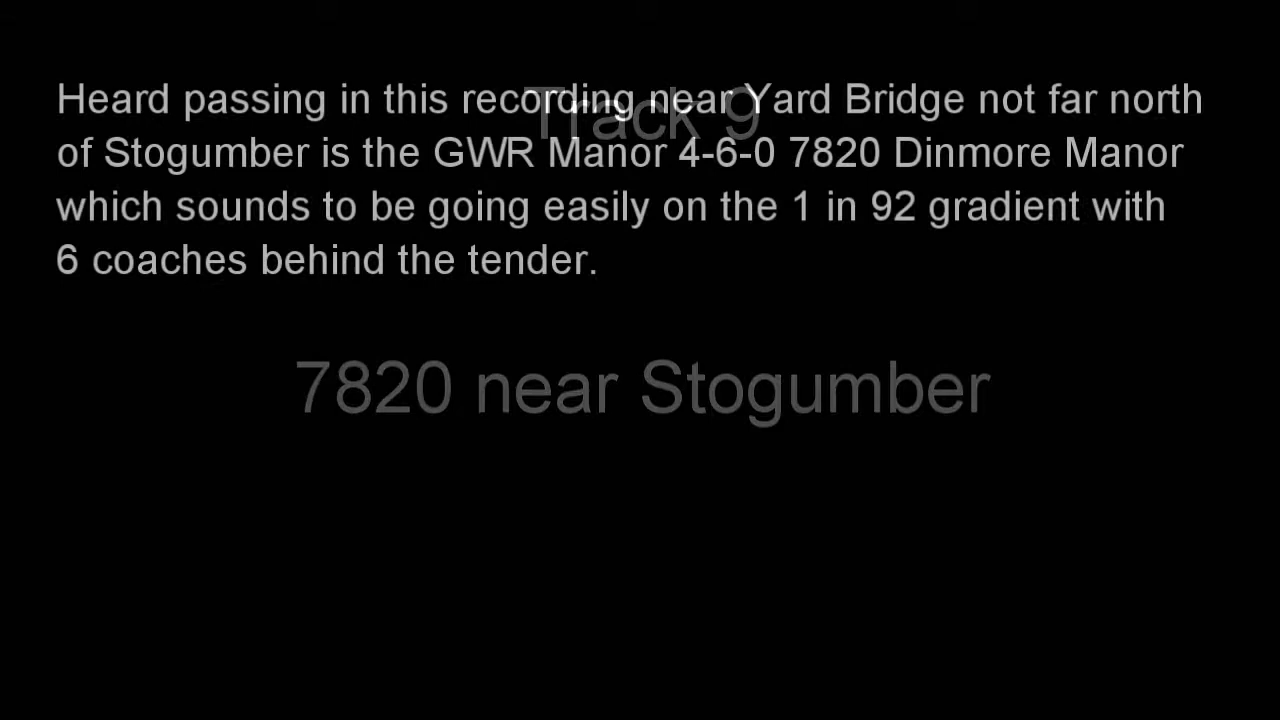 Track 9
Heard passing in this recording near Yard Bridge not far north
of Stogumber is the GWR Manor 4-6-0 7820 Dinmore Manor
which sounds to be going easily on the 1 in 92 gradient with
6 coaches behind the tender.
7820 near Stogumber